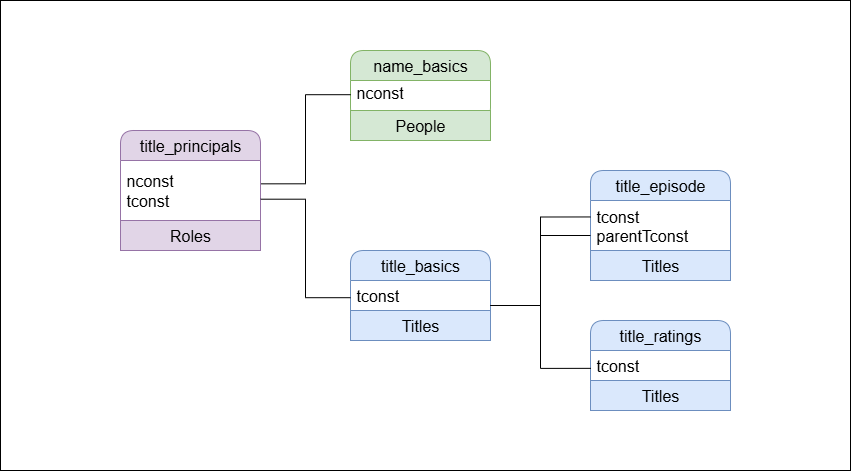 name_basics
nconst
People
title_principals
nconst
tconst
Roles
title_basics
tconst
Titles
title_episode
tconst
parentTconst
Titles
title_ratings
tconst
Titles